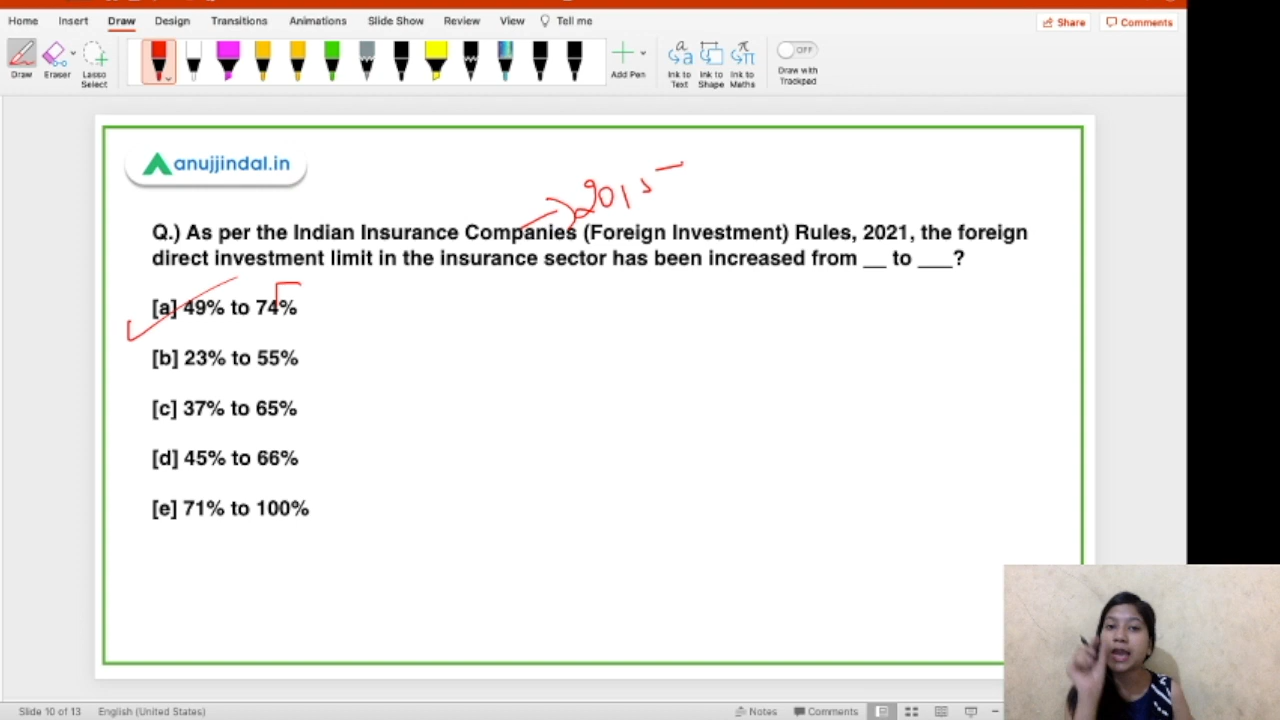 Home Insert Draw Design Transitions Animations Slide Show Review View Tell me
Share Comments
Draw Eraser Lasso Select Add Pen Ink to Text Ink to Shape Ink to Maths OFF Draw with Trackpad
anujjindal.in
2015
Q.) As per the Indian Insurance Companies (Foreign Investment) Rules, 2021, the foreign
direct investment limit in the insurance sector has been increased from __ to ___?
[a] 49% to 74%
[b] 23% to 55%
[c] 37% to 65%
[d] 45% to 66%
[e] 71% to 100%
Slide 10 of 13 English (United States) Notes Comments